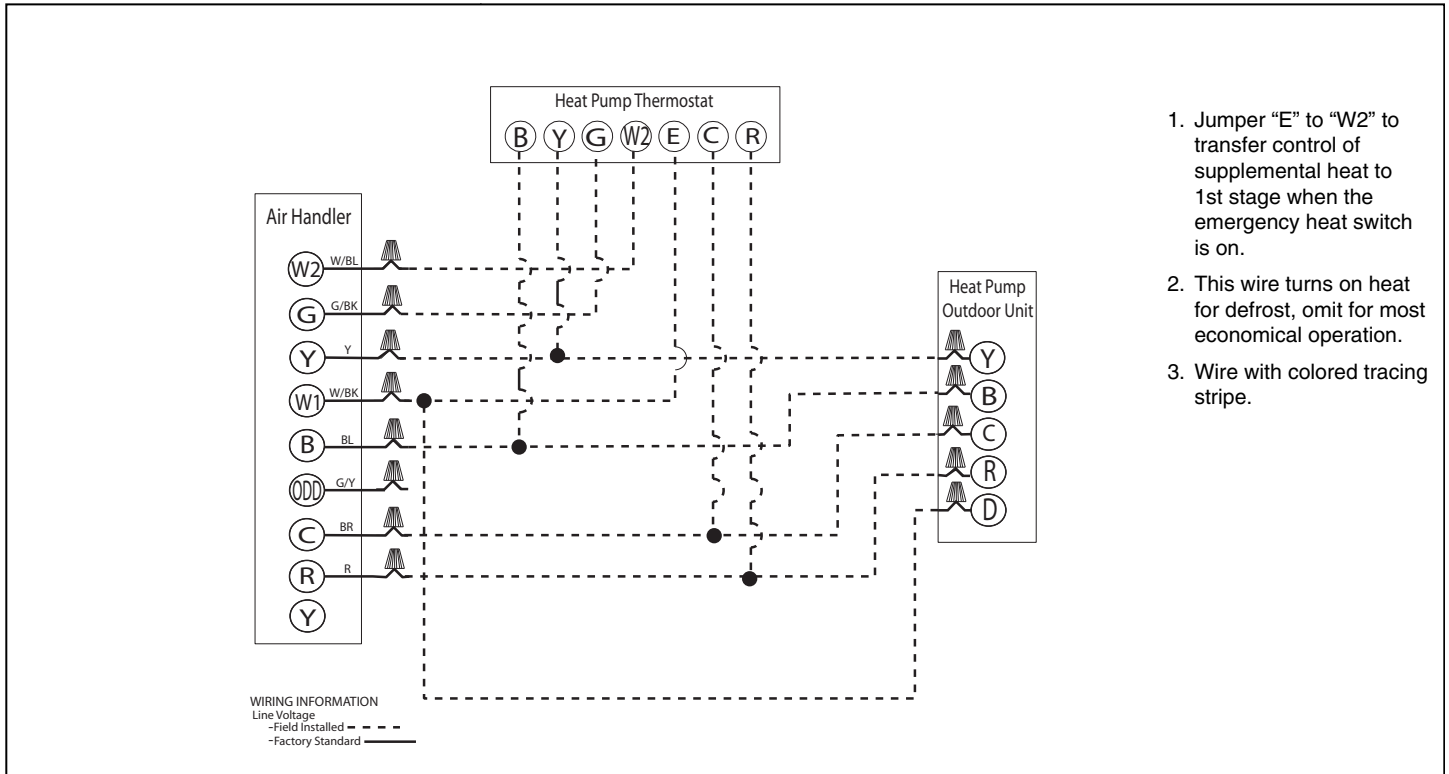 Heat Pump Thermostat
B Y G W2 E C R
Air Handler
W2 W/BL
G G/BK
Y Y
W1 W/BK
B BL
ODD G/Y
C BR
R R
Y
Heat Pump
Outdoor Unit
Y
B
C
R
D
1. Jumper “E” to “W2” to
transfer control of
supplemental heat to
1st stage when the
emergency heat switch
is on.
2. This wire turns on heat
for defrost, omit for most
economical operation.
3. Wire with colored tracing
stripe.
WIRING INFORMATION
Line Voltage
-Field Installed
-Factory Standard